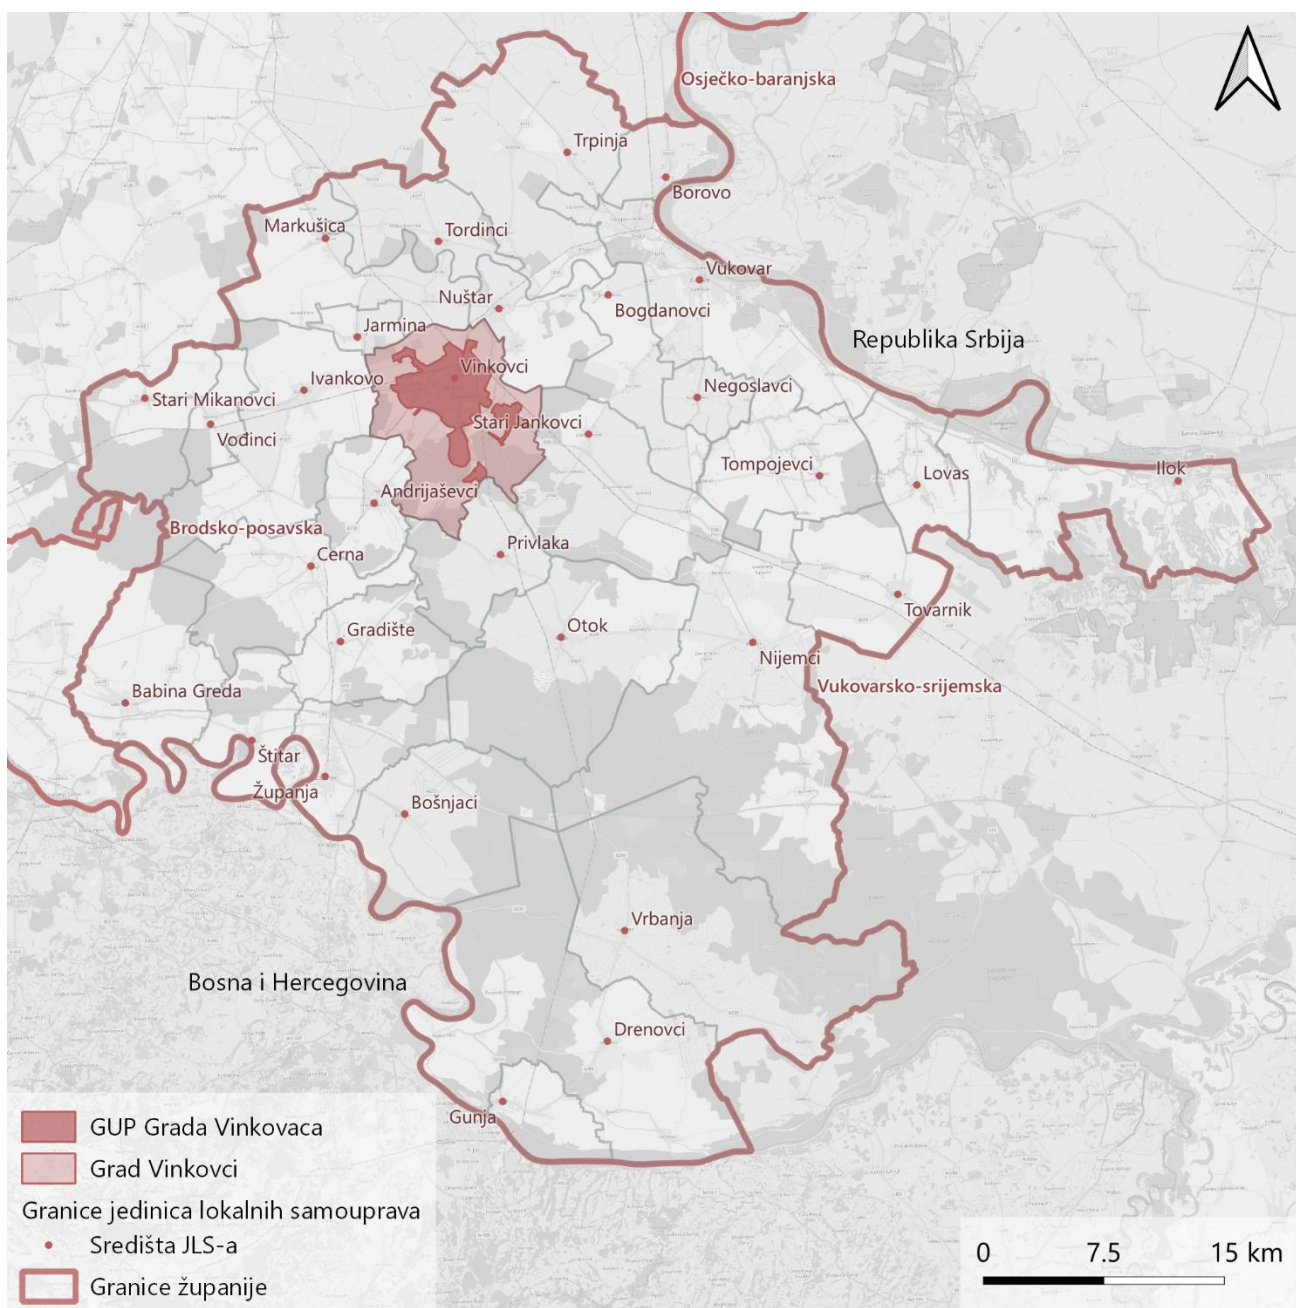 Osječko-baranjska
Trpinja
Borovo
Markušica
Tordinci
Vukovar
Nuštar
Bogdanovci
Jarmina
Republika Srbija
Vinkovci
Ivankovo
Negoslavci
Stari Mikanovci
Stari Jankovci
Vođinci
Tompojevci
Lovas
Ilok
Andrijaševci
Brodsko-posavska
Privlaka
Cerna
Tovarnik
Gradište
Otok
Nijemci
Babina Greda
Vukovarsko-srijemska
Štitar
Županja
Bošnjaci
Vrbanja
Bosna i Hercegovina
Drenovci
Gunja
GUP Grada Vinkovaca
Grad Vinkovci
Granice jedinica lokalnih samouprava
Središta JLS-a
Granice županije
0 7.5 15 km